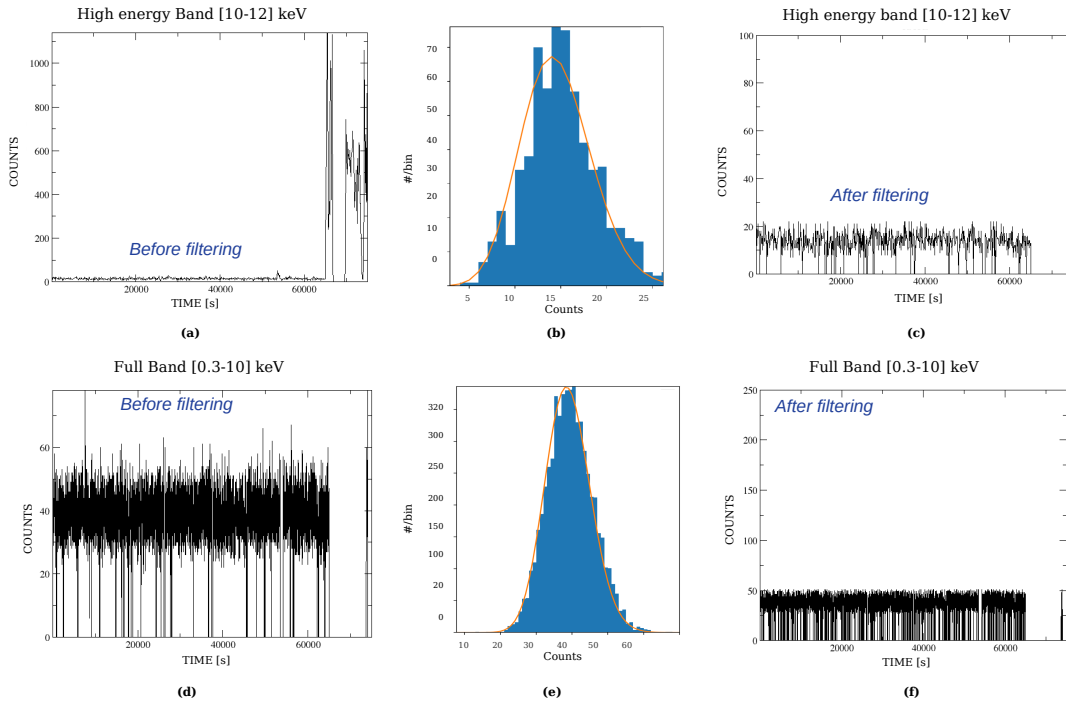 High energy Band [10-12] keV
1000
800
600
400
200
0
COUNTS
Before filtering
20000 40000 60000
TIME [s]
(a)
80
70
60
50
40
30
20
10
0
#/bin
5 10 15 20 25
Counts
(b)
High energy band [10-12] keV
100
80
60
40
20
0
COUNTS
After filtering
20000 40000 60000
TIME [s]
(c)
Full Band [0.3-10] keV
60
40
20
0
COUNTS
Before filtering
20000 40000 60000
TIME [s]
(d)
320
300
250
200
150
100
20
0
#/bin
10 20 30 40 50 60
Counts
(e)
Full Band [0.3-10] keV
250
200
150
100
50
0
COUNTS
After filtering
20000 40000 60000
TIME [s]
(f)